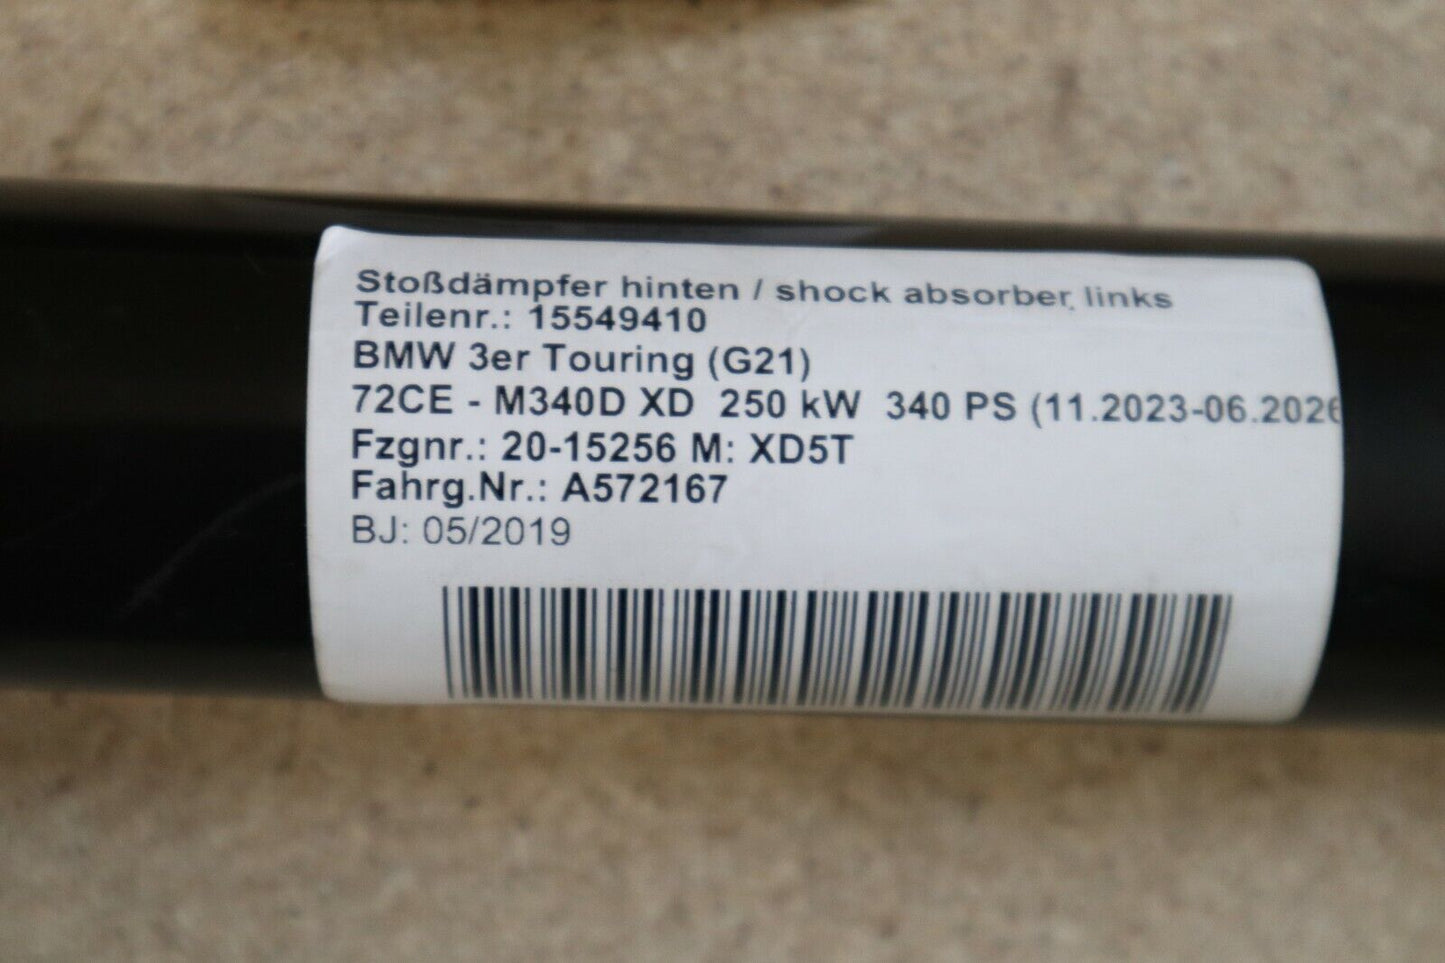 Stoßdämpfer hinten / shock absorber, links
Teilenr.: 15549410
BMW 3er Touring (G21)
72CE - M340D XD  250 kW  340 PS (11.2023-06.2026
Fzgnr.: 20-15256 M: XD5T
Fahrg.Nr.: A572167
BJ: 05/2019